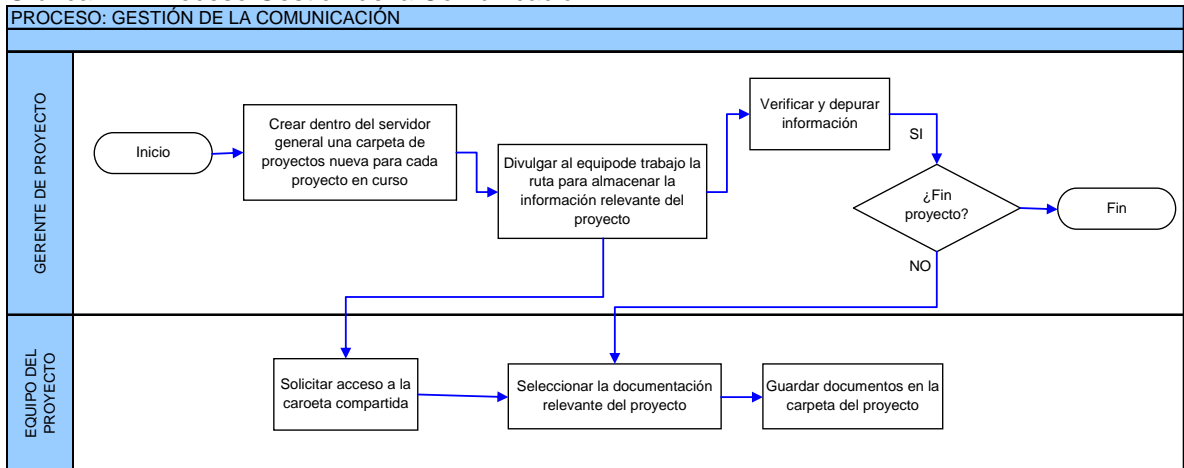 PROCESO: GESTIÓN DE LA COMUNICACIÓN
GERENTE DE PROYECTO
Inicio
Crear dentro del servidor
general una carpeta de
proyectos nueva para cada
proyecto en curso
Divulgar al equipode trabajo la
ruta para almacenar la
información relevante del
proyecto
Verificar y depurar
información
SI
¿Fin
proyecto?
NO
Fin
EQUIPO DEL
PROYECTO
Solicitar acceso a la
caroeta compartida
Seleccionar la documentación
relevante del proyecto
Guardar documentos en la
carpeta del proyecto